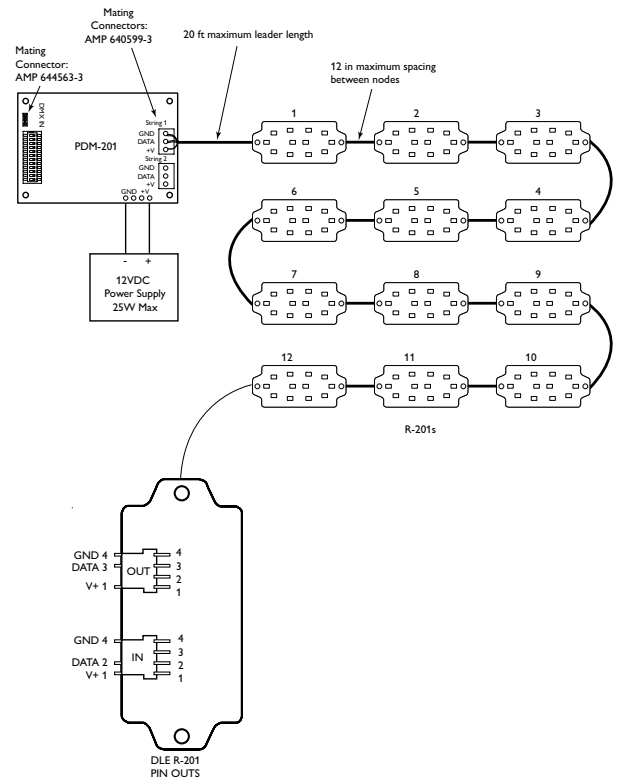 Mating
Connectors:
AMP 640599-3
20 ft maximum leader length
Mating
Connector:
AMP 644563-3
12 in maximum spacing
between nodes
DMX IN
PDM-201
String 1
GND
DATA
+V
String 2
GND
DATA
+V
GND +V
- +
12VDC
Power Supply
25W Max
1 2 3
6 5 4
7 8 9
12 11 10
R-201s
GND 4
DATA 3
V+ 1
OUT
4
3
2
1
GND 4
DATA 2
V+ 1
IN
4
3
2
1
DLE R-201
PIN OUTS